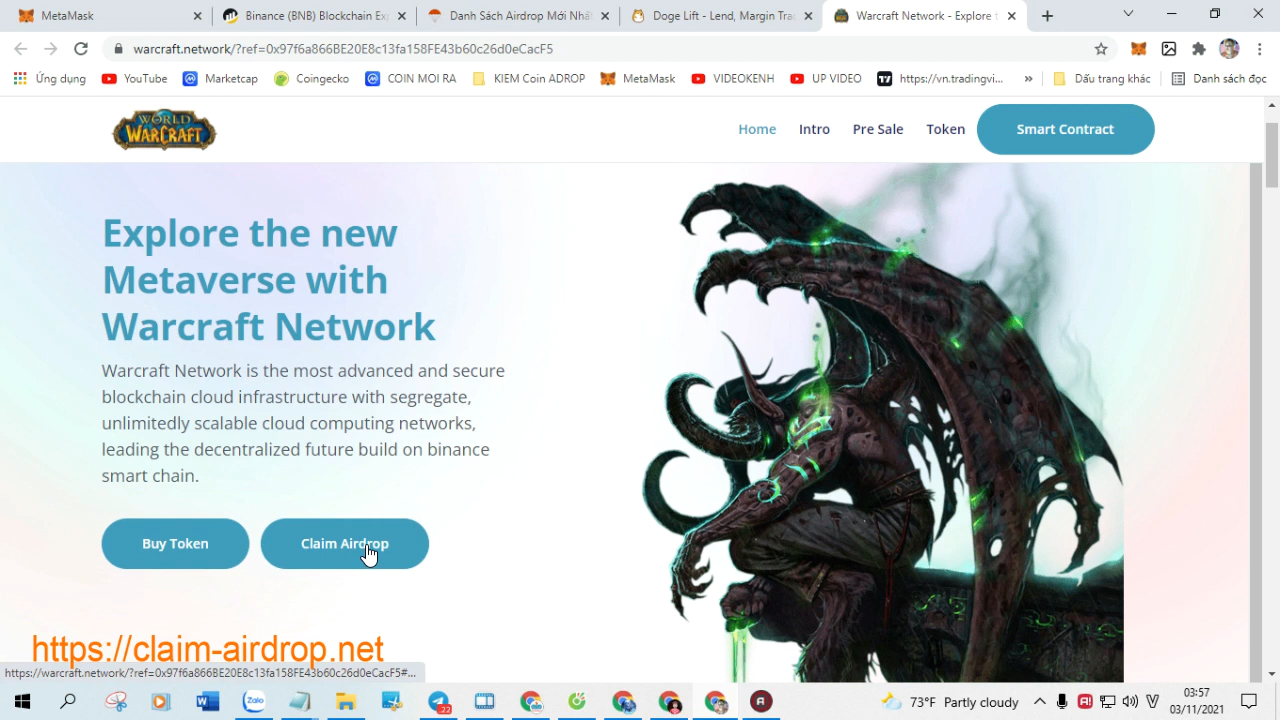 MetaMask
Binance (BNB) Blockchain Exp
Danh Sách Airdrop Mới Nhất
Doge Lift - Lend, Margin Tra
Warcraft Network - Explore t
warcraft.network/?ref=0x97f6a866BE20E8c13fa158FE43b60c26d0eCacF5
Ứng dụng
YouTube
Marketcap
Coingecko
COIN MOI RA
KIEM Coin ADROP
MetaMask
VIDEOKENH
UP VIDEO
https://vn.tradingvi...
»
Dấu trang khác
Danh sách đọc
WORLD
WARCRAFT
Home
Intro
Pre Sale
Token
Smart Contract
Explore the new
Metaverse with
Warcraft Network
Warcraft Network is the most advanced and secure
blockchain cloud infrastructure with segregate,
unlimitedly scalable cloud computing networks,
leading the decentralized future build on binance
smart chain.
Buy Token
Claim Airdrop
https://claim-airdrop.net
https://warcraft.network/?ref=0x97f6a866BE20E8c13fa158FE43b60c26d0eCacF5#...
Zalo
22
73°F Partly cloudy
03:57
03/11/2021